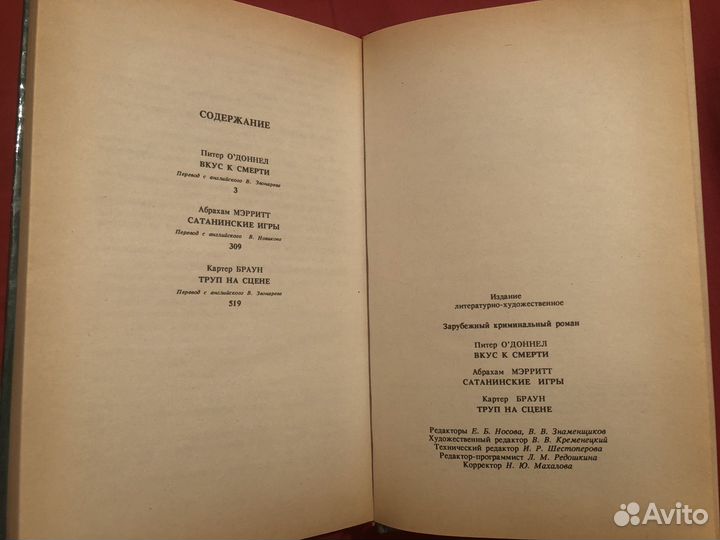 СОДЕРЖАНИЕ
Питер О'ДОННЕЛ
ВКУС К СМЕРТИ
Перевод с английского В. Звонарева
3
Абрахам МЭРРИТТ
САТАНИНСКИЕ ИГРЫ
Перевод с английского В. Новикова
309
Картер БРАУН
ТРУП НА СЦЕНЕ
Перевод с английского В. Звонарева
519
Издание
литературно-художественное
Зарубежный криминальный роман
Питер О'ДОННЕЛ
ВКУС К СМЕРТИ
Абрахам МЭРРИТТ
САТАНИНСКИЕ ИГРЫ
Картер БРАУН
ТРУП НА СЦЕНЕ
Редакторы Е. Б. Носова, В. В. Знаменщиков
Художественный редактор В. В. Кременецкий
Технический редактор И. Р. Шестоперова
Редактор-программист Л. М. Редошкина
Корректор Н. Ю. Махалова
Avito